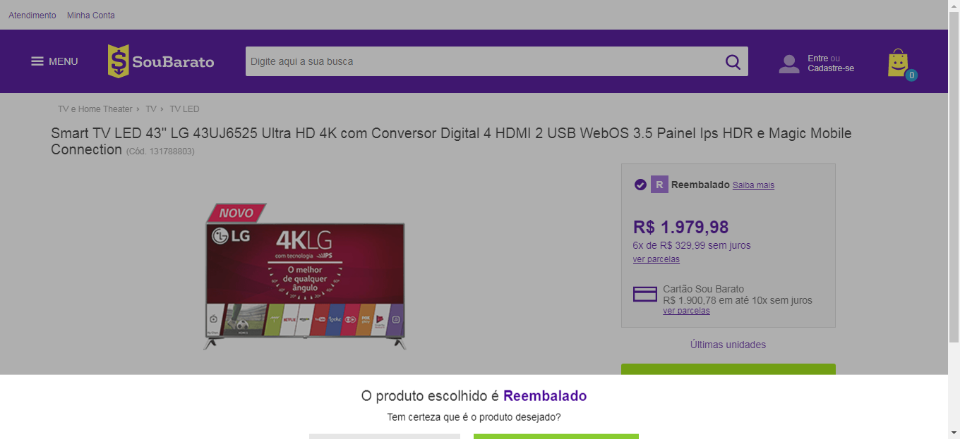 Atendimento Minha Conta
MENU
SouBarato
Digite aqui a sua busca
Entre ou
Cadastre-se
0
TV e Home Theater › TV › TV LED
Smart TV LED 43" LG 43UJ6525 Ultra HD 4K com Conversor Digital 4 HDMI 2 USB WebOS 3.5 Painel Ips HDR e Magic Mobile
Connection (Cód. 131788803)
NOVO
LG
4K LG
com tecnologia IPS
O melhor
de qualquer
ângulo
R Reembalado Saiba mais
R$ 1.979,98
6x de R$ 329,99 sem juros
ver parcelas
Cartão Sou Barato
R$ 1.900,78 em até 10x sem juros
ver parcelas
Últimas unidades
O produto escolhido é Reembalado
Tem certeza que é o produto desejado?